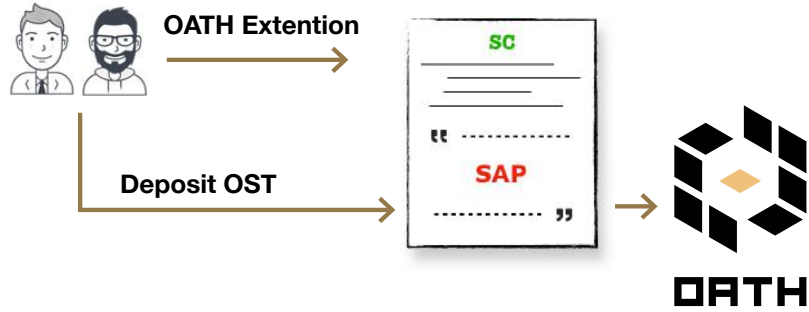 OATH Extention
SC
“
SAP
Deposit OST
”
OATH